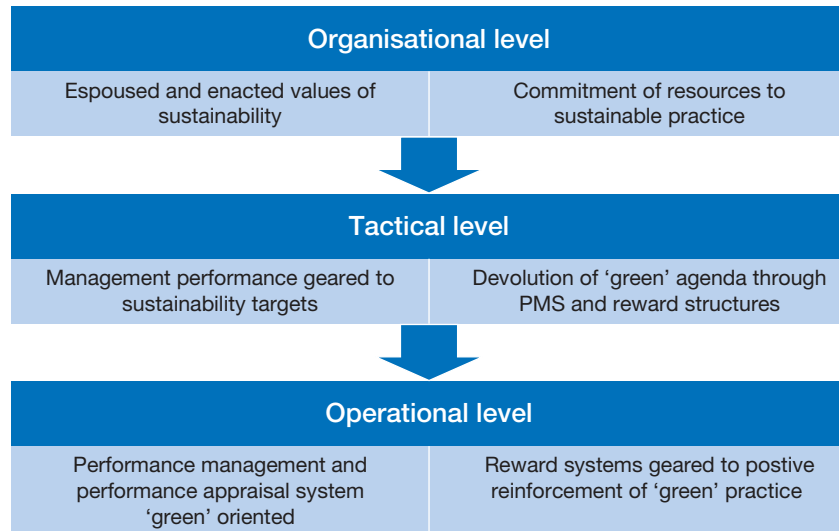 Organisational level
Espoused and enacted values of
sustainability
Commitment of resources to
sustainable practice
Tactical level
Management performance geared to
sustainability targets
Devolution of ‘green’ agenda through
PMS and reward structures
Operational level
Performance management and
performance appraisal system
‘green’ oriented
Reward systems geared to postive
reinforcement of ‘green’ practice